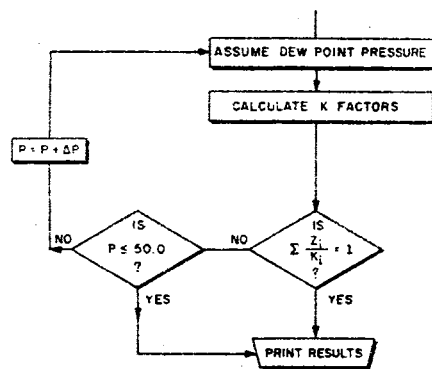 ASSUME DEW POINT PRESSURE
CALCULATE K FACTORS
P = P + ΔP
IS
P ≤ 50.0
?
NO
YES
NO
IS
Σ Zi/Ki = 1
?
YES
PRINT RESULTS